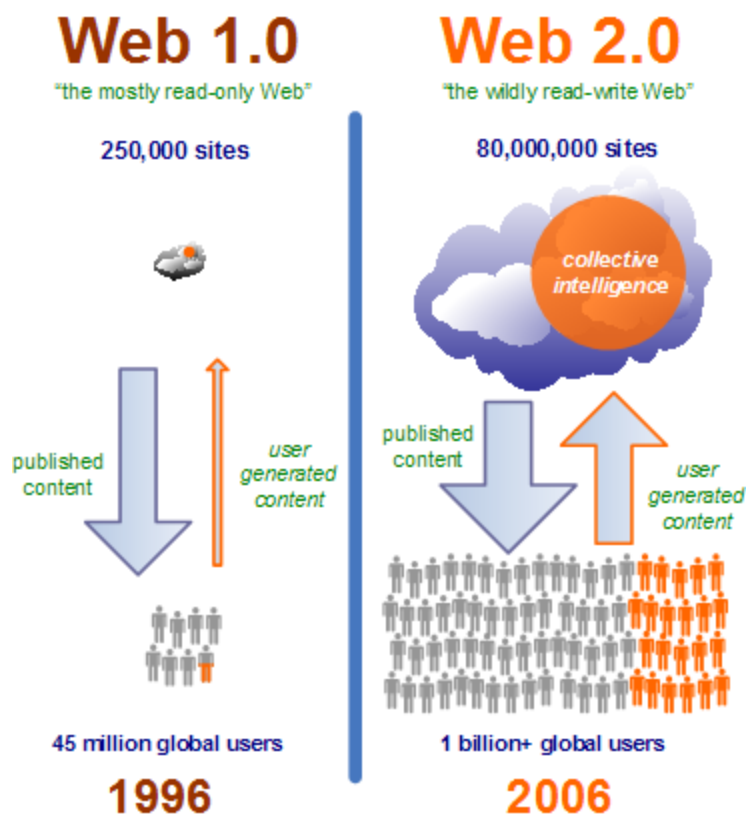 Web 1.0
"the mostly read-only Web"
250,000 sites
published
content
user
generated
content
45 million global users
1996
Web 2.0
"the wildly read-write Web"
80,000,000 sites
collective
intelligence
published
content
user
generated
content
1 billion+ global users
2006